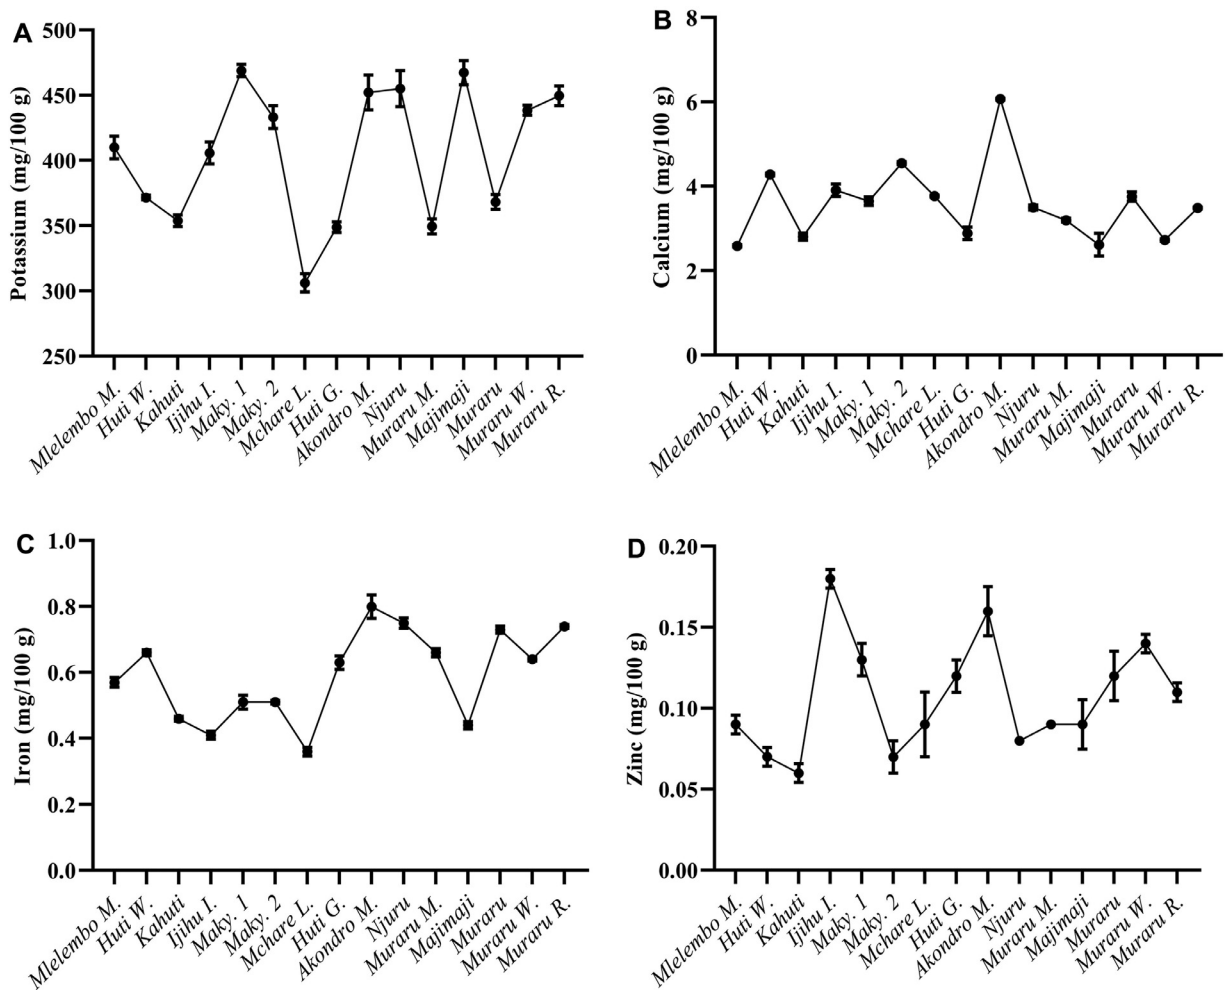 A
Potassium (mg/100 g)
500
450
400
350
300
250
Mlelembo M.
Huti W.
Kahuti
Ijihu I.
Maky. 1
Maky. 2
Mchare L.
Huti G.
Akondro M.
Njuru
Muraru M.
Majimaji
Muraru
Muraru W.
Muraru R.
B
Calcium (mg/100 g)
8
6
4
2
0
Mlelembo M.
Huti W.
Kahuti
Ijihu I.
Maky. 1
Maky. 2
Mchare L.
Huti G.
Akondro M.
Njuru
Muraru M.
Majimaji
Muraru
Muraru W.
Muraru R.
C
Iron (mg/100 g)
1.0
0.8
0.6
0.4
0.2
0.0
Mlelembo M.
Huti W.
Kahuti
Ijihu I.
Maky. 1
Maky. 2
Mchare L.
Huti G.
Akondro M.
Njuru
Muraru M.
Majimaji
Muraru
Muraru W.
Muraru R.
D
Zinc (mg/100 g)
0.20
0.15
0.10
0.05
0.00
Mlelembo M.
Huti W.
Kahuti
Ijihu I.
Maky. 1
Maky. 2
Mchare L.
Huti G.
Akondro M.
Njuru
Muraru M.
Majimaji
Muraru
Muraru W.
Muraru R.